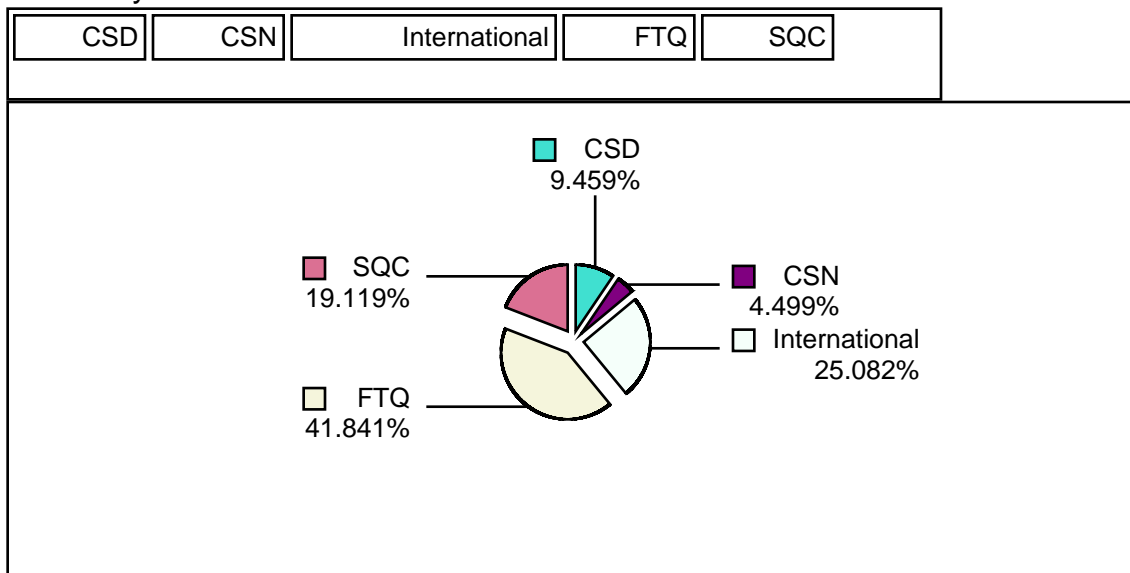 CSD CSN International FTQ SQC
CSD
9.459%
SQC
19.119%
CSN
4.499%
International
25.082%
FTQ
41.841%